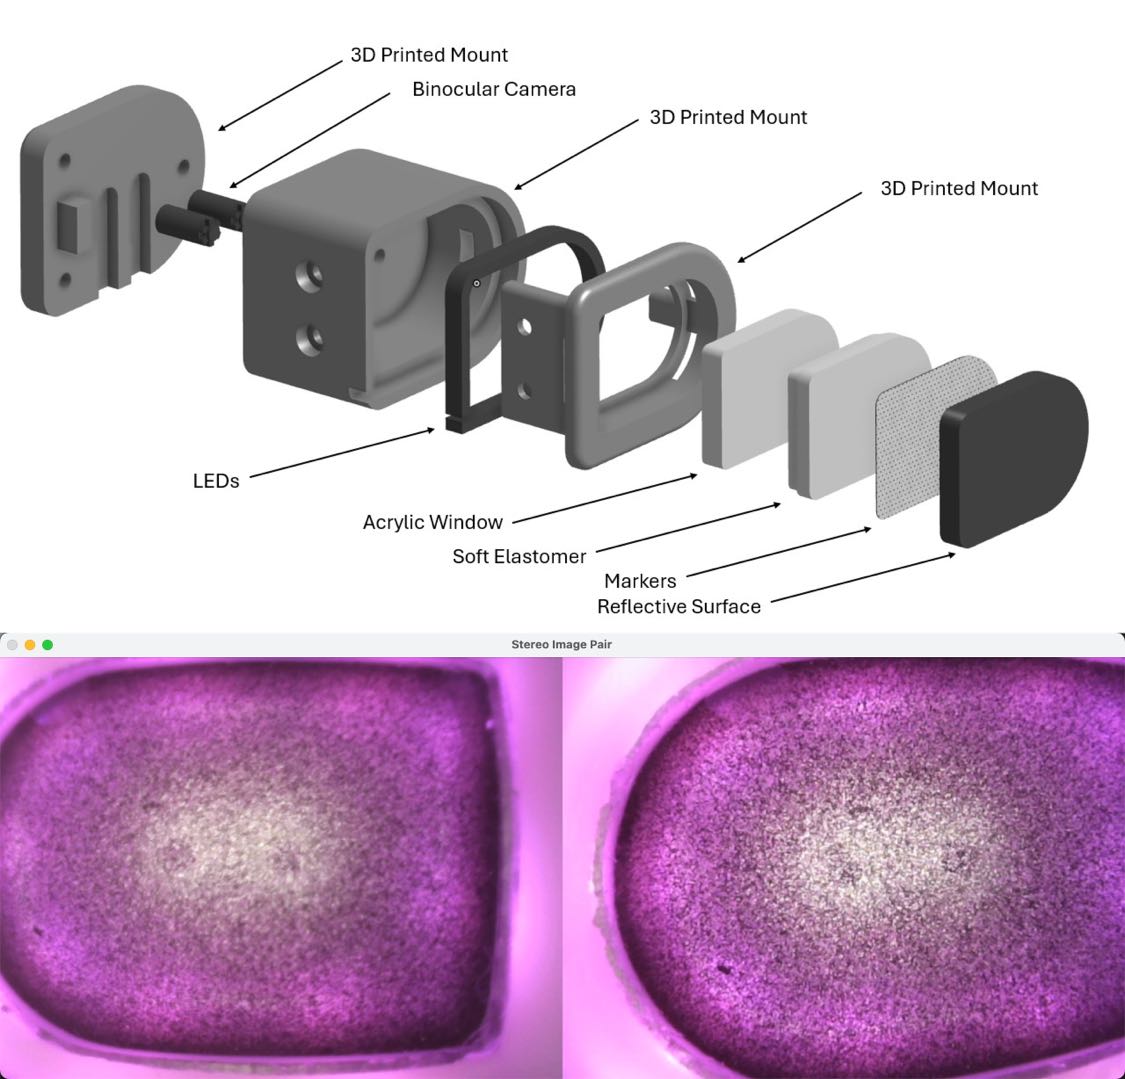 3D Printed Mount
Binocular Camera
3D Printed Mount
3D Printed Mount
LEDs
Acrylic Window
Soft Elastomer
Markers
Reflective Surface
Stereo Image Pair